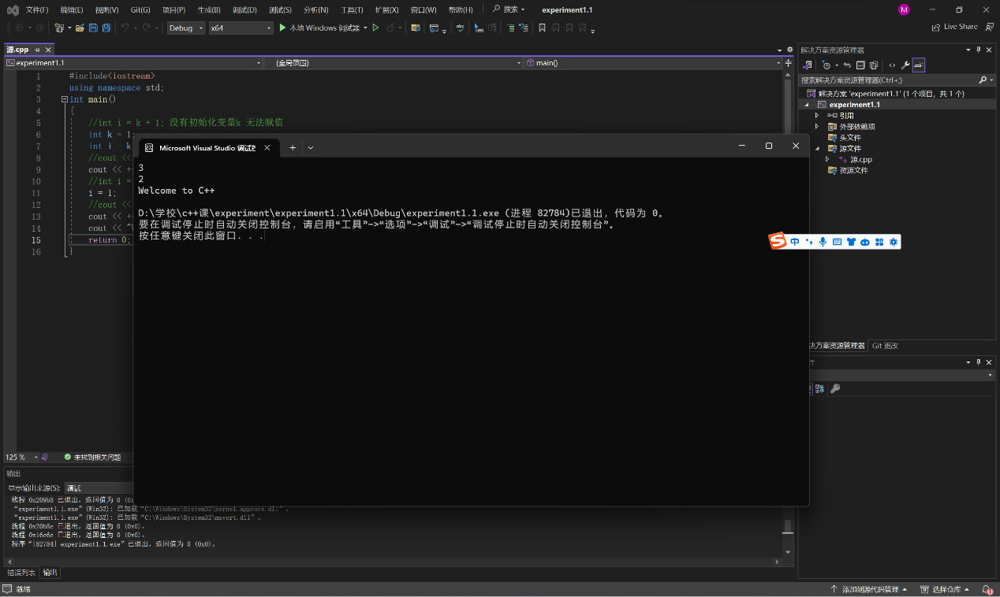 文件(F) 编辑(E) 视图(V) Git(G) 项目(P) 生成(B) 调试(D) 测试(S) 分析(N) 工具(T) 扩展(X) 窗口(W) 帮助(H) 搜索 experiment1.1 M
Debug x64 本地 Windows 调试器 Live Share
源.cpp
experiment1.1 (全局范围) main()
1 #include<iostream>
2 using namespace std;
3 int main()
4 {
5 //int i = k + 1; 没有初始化变量k 无法赋值
6 int k = 1;
7 int i = k
8 //cout <<
9 cout << +
10 //int i =
11 i = 1;
12 //cout <<
13 cout << +
14 cout <<
15 return 0;
16 }
Microsoft Visual Studio 调试
3
2
Welcome to C++
D:\学校\c++课\experiment\experiment1.1\x64\Debug\experiment1.1.exe (进程 82784)已退出，代码为 0。
要在调试停止时自动关闭控制台，请启用“工具”->“选项”->“调试”->“调试停止时自动关闭控制台”。
按任意键关闭此窗口. . .
中
解决方案资源管理器
搜索解决方案资源管理器(Ctrl+;)
解决方案 'experiment1.1' (1 个项目，共 1 个)
experiment1.1
引用
外部依赖项
头文件
源文件
源.cpp
资源文件
决方案资源管理器 Git 更改
件
125 % 未找到相关问题
输出
显示输出来源(S): 调试
线程 0x209b8 已退出，返回值为 0 (0x
“experiment1.1.exe”(Win32): 已加载“C:\Windows\System32\kernel.appcore.dll”。
“experiment1.1.exe”(Win32): 已加载“C:\Windows\System32\msvcrt.dll”。
线程 0x20b8c 已退出，返回值为 0 (0x0)。
线程 0x16e6c 已退出，返回值为 0 (0x0)。
程序“[82784] experiment1.1.exe”已退出，返回值为 0 (0x0)。
错误列表 输出
就绪 添加到源代码管理 选择仓库 1